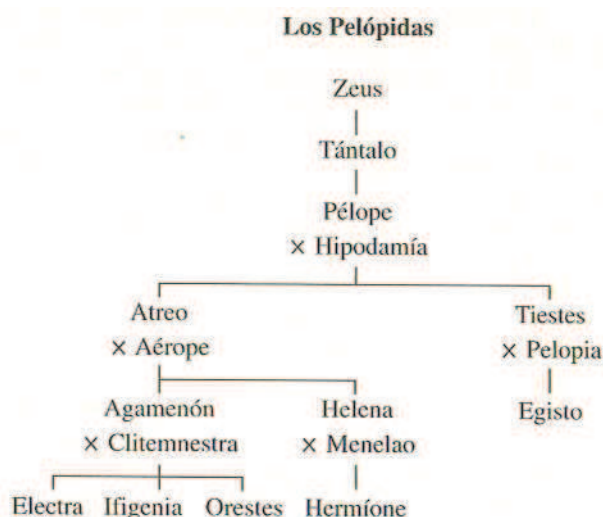 Los Pelópidas
Zeus
Tántalo
Pélope
× Hipodamía
Atreo Tiestes
× Aérope × Pelopia
Agamenón Helena Egisto
× Clitemnestra × Menelao
Electra Ifigenia Orestes Hermíone